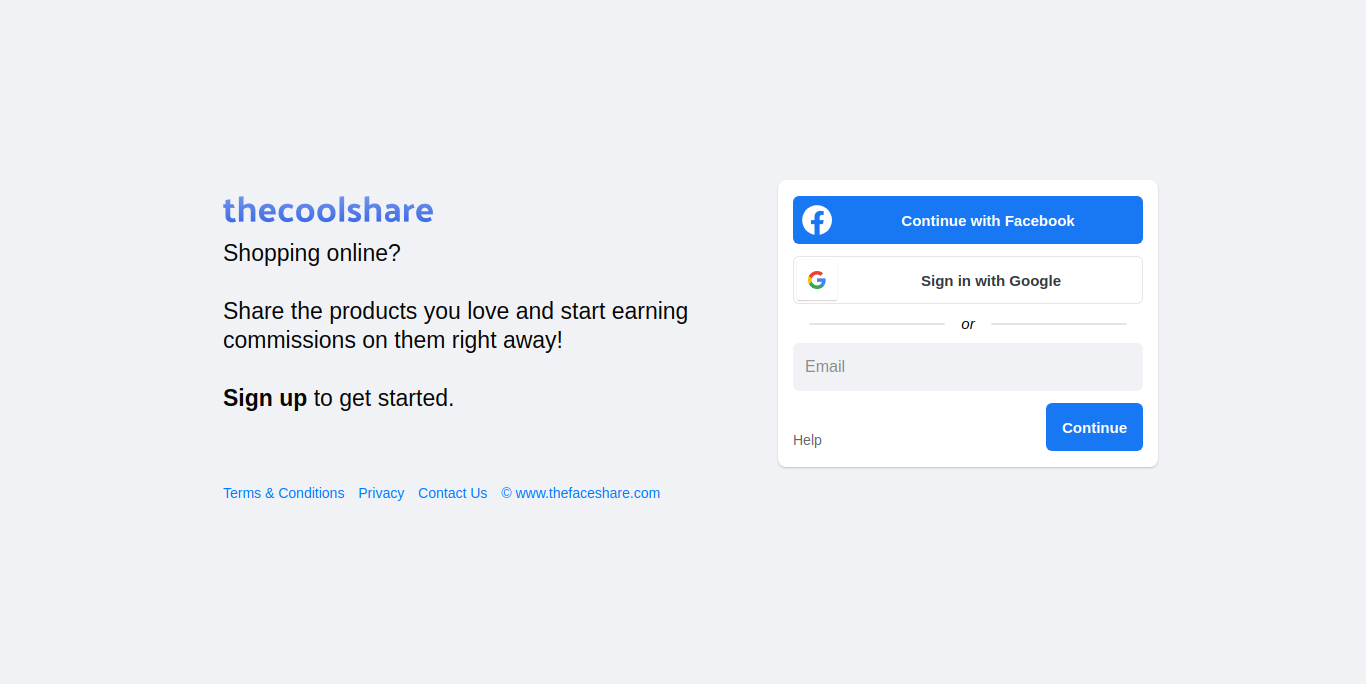 thecoolshare
Shopping online?
Share the products you love and start earning
commissions on them right away!
Sign up to get started.
Terms & Conditions Privacy Contact Us © www.thefaceshare.com
Continue with Facebook
Sign in with Google
or
Email
Continue
Help